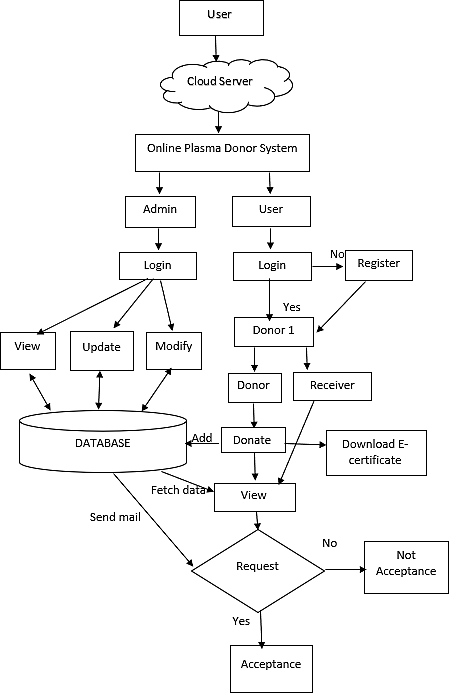 User
Cloud Server
Online Plasma Donor System
Admin
User
Login
Login
No
Register
Yes
Donor 1
View
Update
Modify
Donor
Receiver
DATABASE
Add
Donate
Download E-
certificate
Fetch data
View
Send mail
Request
No
Not
Acceptance
Yes
Acceptance